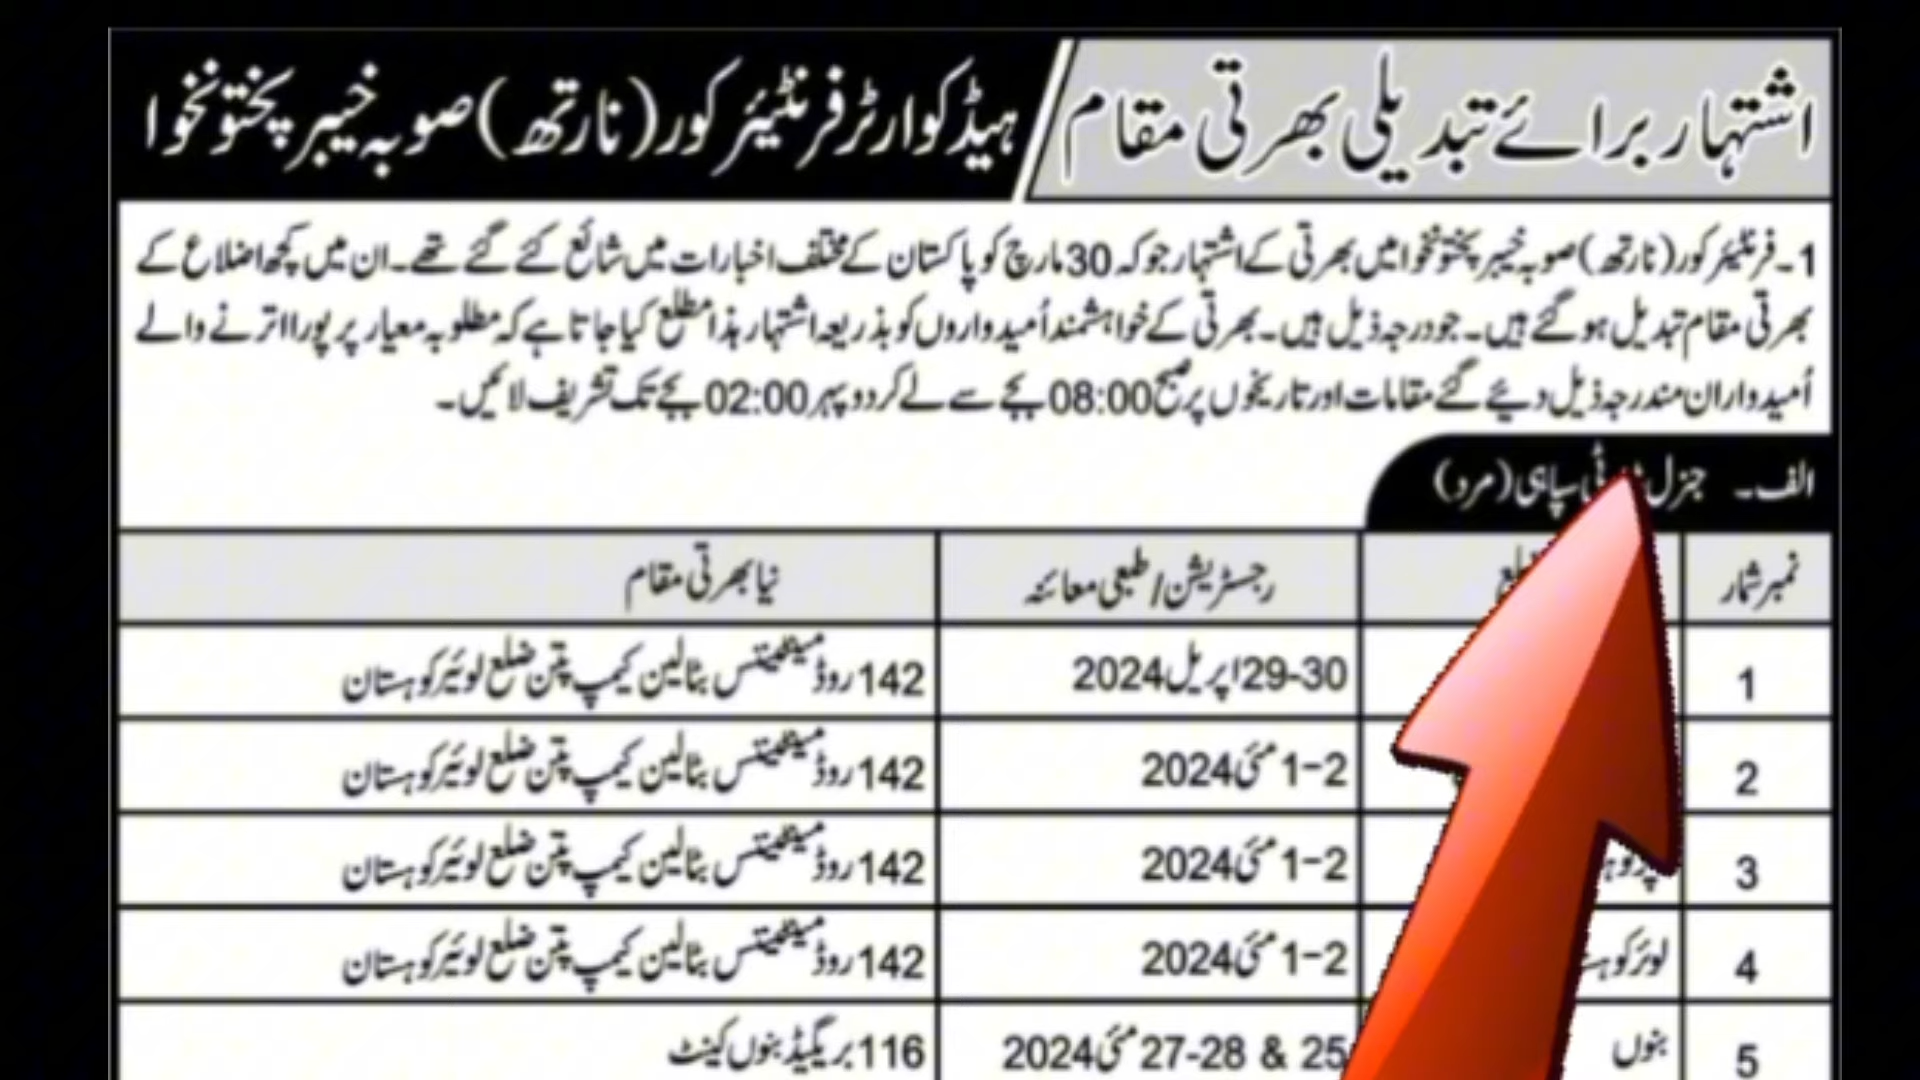 اشتہار برائے تبدیلی بھرتی مقام / ہیڈ کوارٹر فرنٹیئر کور (نارتھ) صوبہ خیبر پختونخوا
1۔ فرنٹیئر کور (نارتھ) صوبہ خیبر پختونخوا میں بھرتی کے اشتہار جو کہ 30 مارچ کو پاکستان کے مختلف اخبارات میں شائع کئے گئے تھے۔ ان میں کچھ اضلاع کے
بھرتی مقام تبدیل ہو گئے ہیں۔ جو درجہ ذیل ہیں۔ بھرتی کے خواہشمند اُمیدواروں کو بذریعہ اشتہار ہذا مطلع کیا جاتا ہے کہ مطلوبہ معیار پر پورا اترنے والے
اُمیدواران مندرجہ ذیل دیئے گئے مقامات اور تاریخوں پر صبح 08:00 بجے سے لے کر دوپہر 02:00 بجے تک تشریف لائیں۔
الف۔ جنرل سپاہی (مرد)
نمبر شمار رجسٹریشن/طبعی معائنہ نیا بھرتی مقام
1 29-30 اپریل 2024 142 روڈ مینٹیننس بٹالین کیمپ پتن ضلع لوئیر کوہستان
2 1-2 مئی 2024 142 روڈ مینٹیننس بٹالین کیمپ پتن ضلع لوئیر کوہستان
3 1-2 مئی 2024 142 روڈ مینٹیننس بٹالین کیمپ پتن ضلع لوئیر کوہستان
4 1-2 مئی 2024 142 روڈ مینٹیننس بٹالین کیمپ پتن ضلع لوئیر کوہستان
5 بنوں 25 & 27-28 مئی 2024 116 بریگیڈ بنوں کینٹ